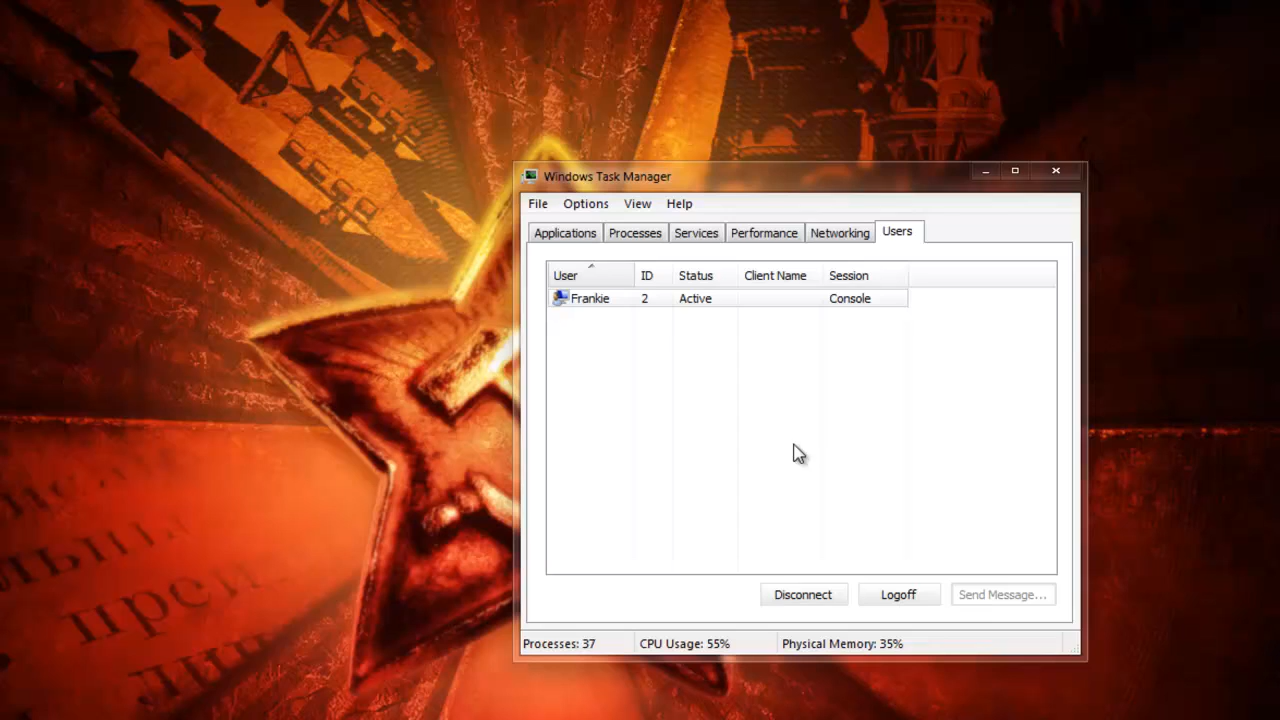 Windows Task Manager
File Options View Help
Applications Processes Services Performance Networking Users
User ID Status Client Name Session
Frankie 2 Active Console
Disconnect Logoff Send Message...
Processes: 37 CPU Usage: 55% Physical Memory: 35%